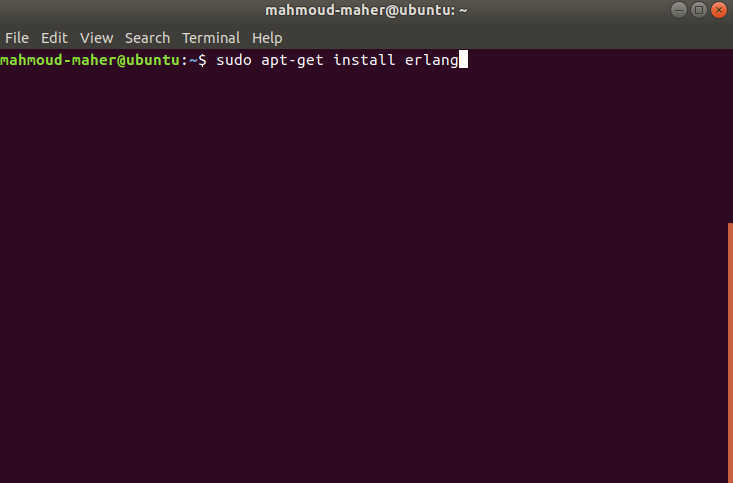 mahmoud-maher@ubuntu: ~
File Edit View Search Terminal Help
mahmoud-maher@ubuntu:~$ sudo apt-get install erlang